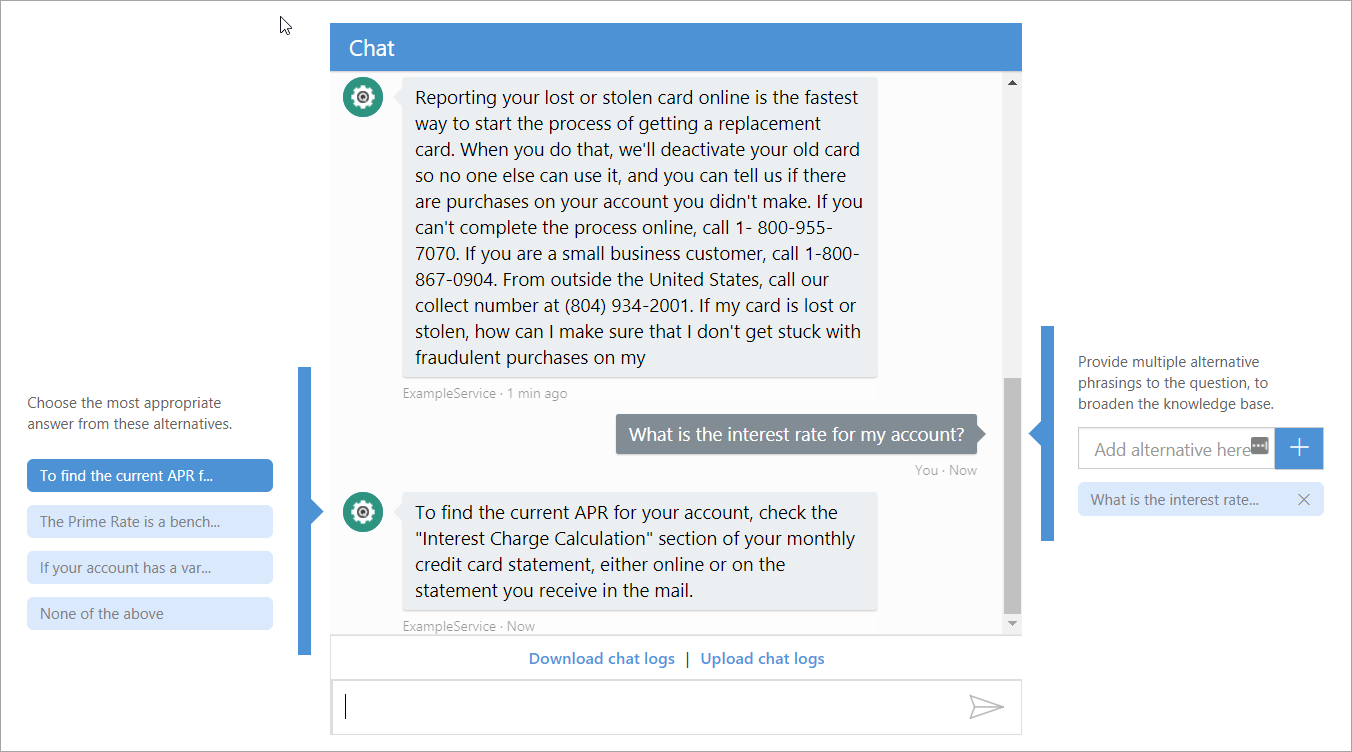 Chat
Reporting your lost or stolen card online is the fastest
way to start the process of getting a replacement
card. When you do that, we'll deactivate your old card
so no one else can use it, and you can tell us if there
are purchases on your account you didn't make. If you
can't complete the process online, call 1- 800-955-
7070. If you are a small business customer, call 1-800-
867-0904. From outside the United States, call our
collect number at (804) 934-2001. If my card is lost or
stolen, how can I make sure that I don't get stuck with
fraudulent purchases on my
ExampleService · 1 min ago
What is the interest rate for my account?
You · Now
To find the current APR for your account, check the
"Interest Charge Calculation" section of your monthly
credit card statement, either online or on the
statement you receive in the mail.
ExampleService · Now
Download chat logs | Upload chat logs
Choose the most appropriate
answer from these alternatives.
To find the current APR f...
The Prime Rate is a bench...
If your account has a var...
None of the above
Provide multiple alternative
phrasings to the question, to
broaden the knowledge base.
Add alternative here
What is the interest rate...